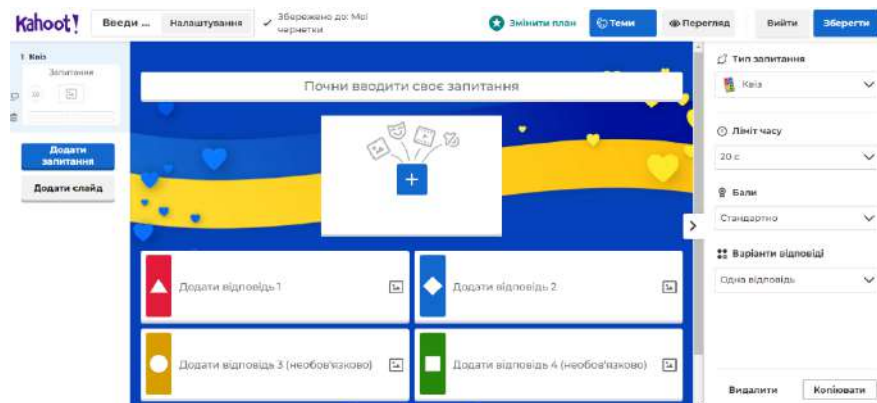 Kahoot!
Введи ...
Налаштування
Збережено до: Мої
чернетки
Змінити план
Теми
Перегляд
Вийти
Зберегти
1 Квіз
Запитання
Додати
запитання
Додати слайд
Почни вводити своє запитання
Додати відповідь 1
Додати відповідь 2
Додати відповідь 3 (необов'язково)
Додати відповідь 4 (необов'язково)
Тип запитання
Квіз
Ліміт часу
20 с
Бали
Стандартно
Варіанти відповіді
Одна відповідь
Видалити
Копіювати